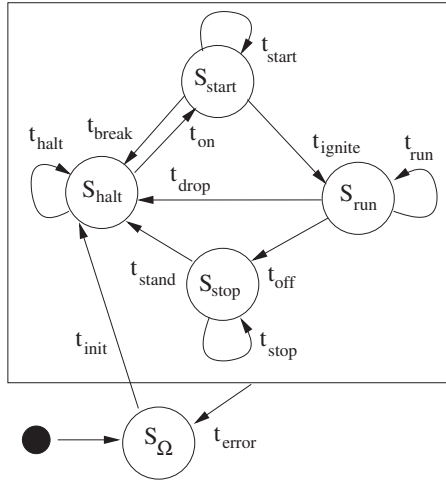 S_start
t_start
t_halt
t_break
t_on
t_ignite
t_run
S_halt
t_drop
S_run
t_stand
S_stop
t_off
t_stop
t_init
S_Ω
t_error